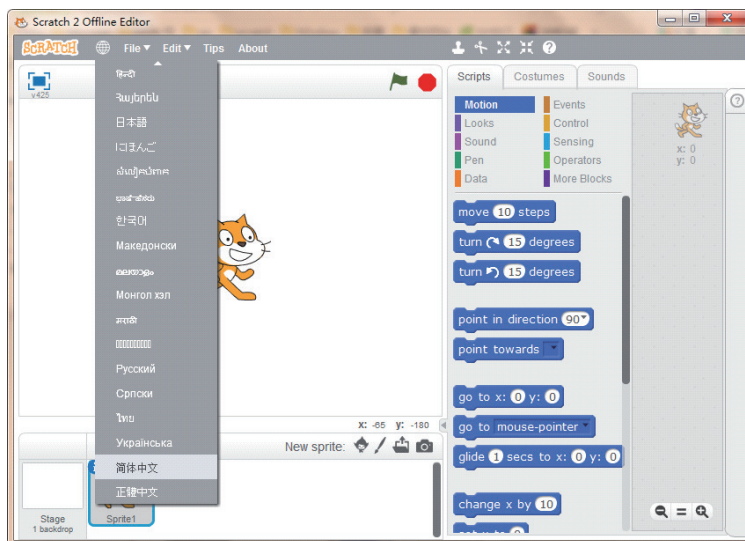 Scratch 2 Offline Editor
SCRATCH File Edit Tips About
v425
हिन्दी
Հայերեն
日本語
にほんご
한국어
Македонски
മലയാളം
Монгол хэл
मराठी
Русский
Српски
ไทย
Українська
简体中文
正體中文
X: -65 y: -180
New sprite:
Stage
1 backdrop
Sprite1
Scripts Costumes Sounds
Motion Events
Looks Control
Sound Sensing
Pen Operators
Data More Blocks
x: 0
y: 0
move 10 steps
turn 15 degrees
turn 15 degrees
point in direction 90
point towards
go to x: 0 y: 0
go to mouse-pointer
glide 1 secs to x: 0 y: 0
change x by 10